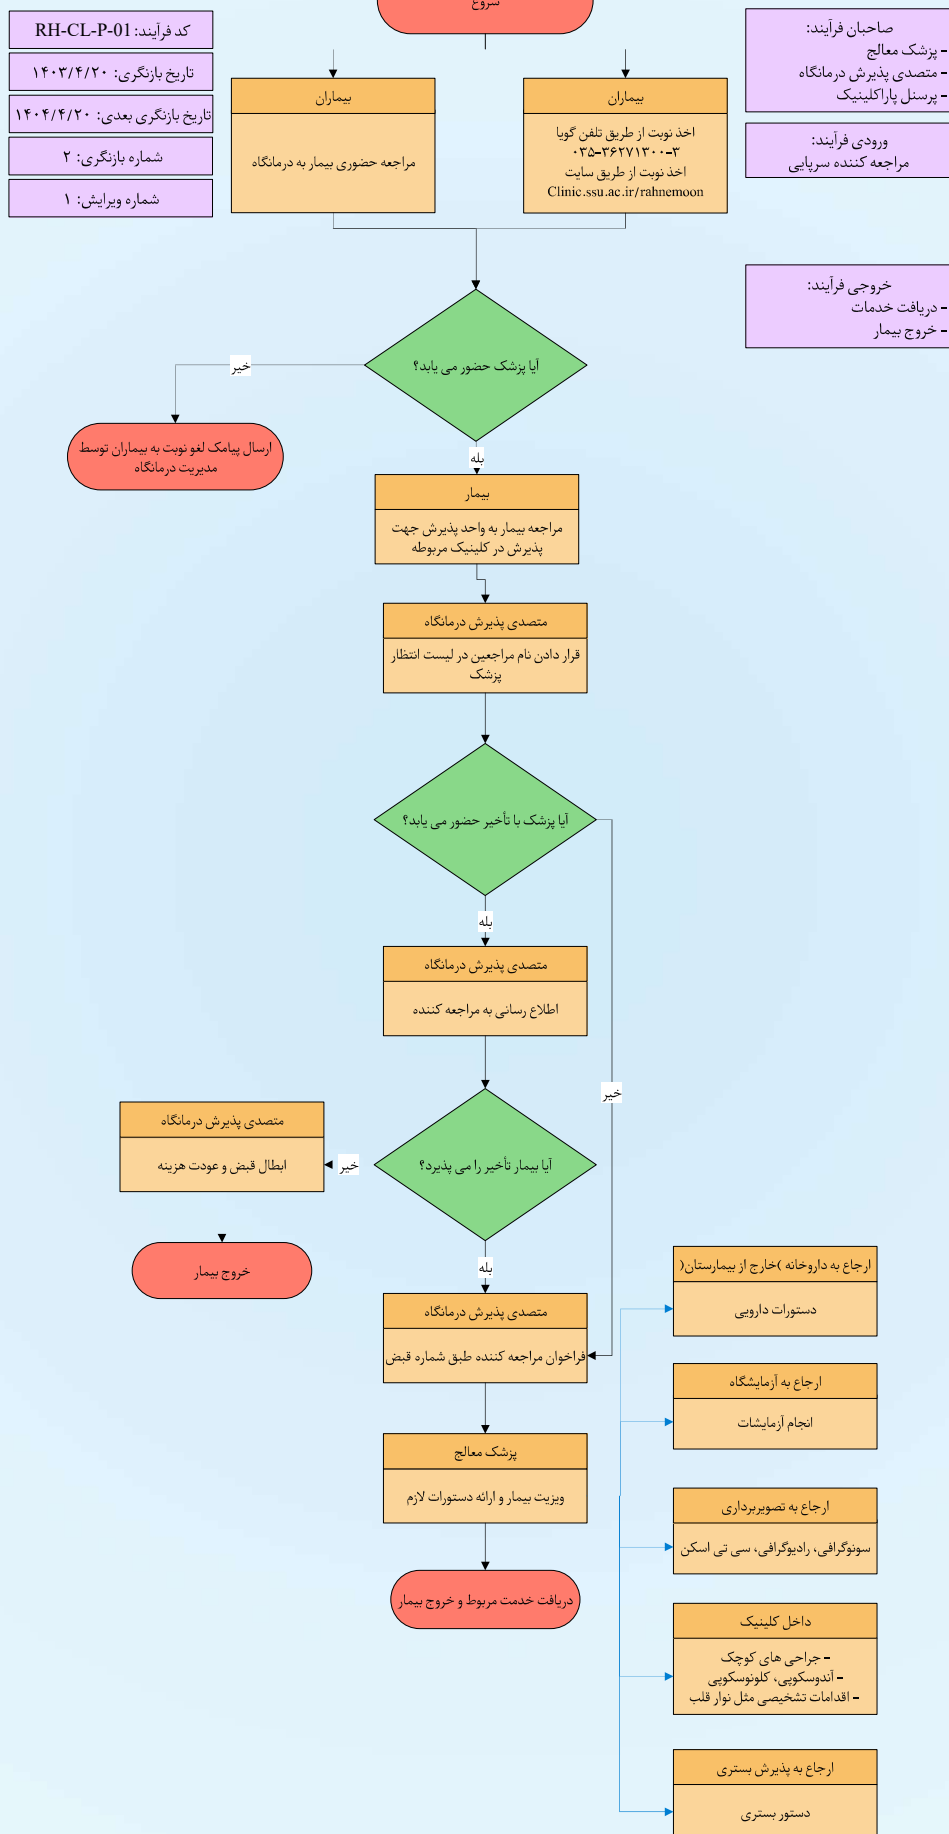 شروع
کد فرآیند: RH-CL-P-01
تاریخ بازنگری: ۱۴۰۳/۴/۲۰
تاریخ بازنگری بعدی: ۱۴۰۴/۴/۲۰
شماره بازنگری: ۲
شماره ویرایش: ۱
صاحبان فرآیند:
- پزشک معالج
- متصدی پذیرش درمانگاه
- پرسنل پاراکلینیک
ورودی فرآیند:
مراجعه کننده سرپایی
خروجی فرآیند:
- دریافت خدمات
- خروج بیمار
بیماران
اخذ نوبت از طریق تلفن گویا
۰۳۵-۳۶۲۷۱۳۰۰-۳
اخذ نوبت از طریق سایت
Clinic.ssu.ac.ir/rahnemoon
بیماران
مراجعه حضوری بیمار به درمانگاه
آیا پزشک حضور می یابد؟
خیر
ارسال پیامک لغو نوبت به بیماران توسط
مدیریت درمانگاه
بله
بیمار
مراجعه بیمار به واحد پذیرش جهت
پذیرش در کلینیک مربوطه
متصدی پذیرش درمانگاه
قرار دادن نام مراجعین در لیست انتظار
پزشک
آیا پزشک با تأخیر حضور می یابد؟
بله
متصدی پذیرش درمانگاه
اطلاع رسانی به مراجعه کننده
خیر
آیا بیمار تأخیر را می پذیرد؟
خیر
متصدی پذیرش درمانگاه
ابطال قبض و عودت هزینه
خروج بیمار
بله
متصدی پذیرش درمانگاه
فراخوان مراجعه کننده طبق شماره قبض
پزشک معالج
ویزیت بیمار و ارائه دستورات لازم
دریافت خدمت مربوط و خروج بیمار
ارجاع به داروخانه )خارج از بیمارستان(
دستورات دارویی
ارجاع به آزمایشگاه
انجام آزمایشات
ارجاع به تصویربرداری
سونوگرافی، رادیوگرافی، سی تی اسکن
داخل کلینیک
- جراحی های کوچک
- آندوسکوپی، کلونوسکوپی
- اقدامات تشخیصی مثل نوار قلب
ارجاع به پذیرش بستری
دستور بستری